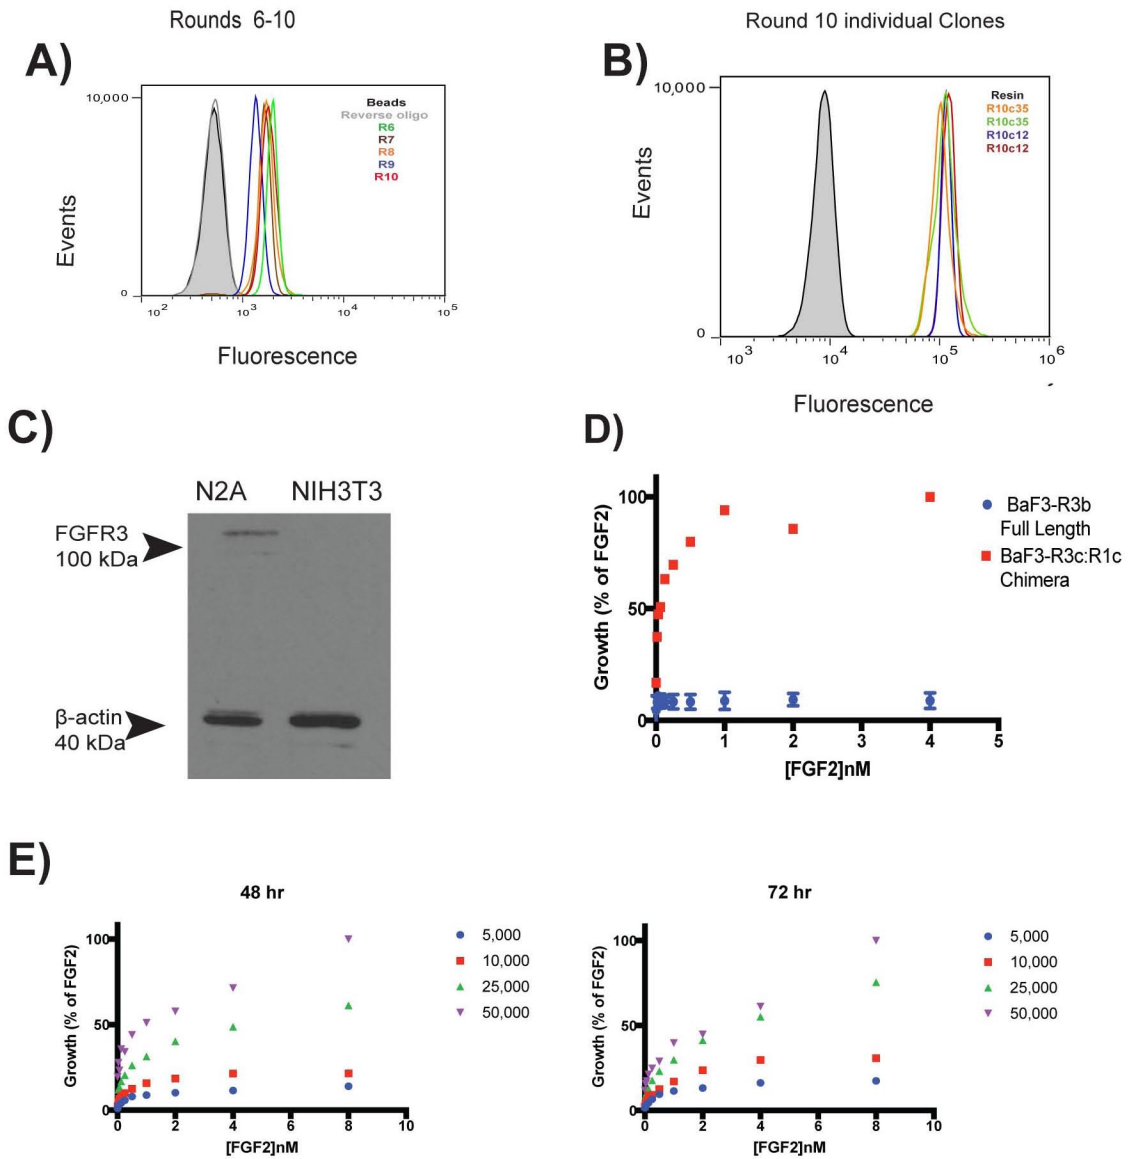 Rounds 6-10
A)
10,000
0
Events
10²
10³
10⁴
10⁵
Fluorescence
Beads
Reverse oligo
R6
R7
R8
R9
R10
Round 10 individual Clones
B)
10,000
0
Events
10³
10⁴
10⁵
10⁶
Fluorescence
Resin
R10c35
R10c35
R10c12
R10c12
C)
N2A NIH3T3
FGFR3
100 kDa
β-actin
40 kDa
D)
Growth (% of FGF2)
100
50
0
0 1 2 3 4 5
[FGF2]nM
BaF3-R3b
Full Length
BaF3-R3c:R1c
Chimera
E)
48 hr
Growth (% of FGF2)
100
50
0
0 2 4 6 8 10
[FGF2]nM
5,000
10,000
25,000
50,000
72 hr
Growth (% of FGF2)
100
50
0
0 2 4 6 8 10
[FGF2]nM
5,000
10,000
25,000
50,000